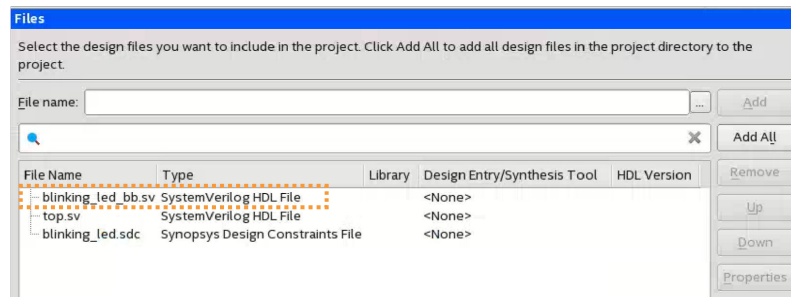 Files
Select the design files you want to include in the project. Click Add All to add all design files in the project directory to the
project.
File name: ... Add
Add All
File Name Type Library Design Entry/Synthesis Tool HDL Version Remove
blinking_led_bb.sv SystemVerilog HDL File <None>
Up
top.sv SystemVerilog HDL File <None>
blinking_led.sdc Synopsys Design Constraints File <None>
Down
Properties